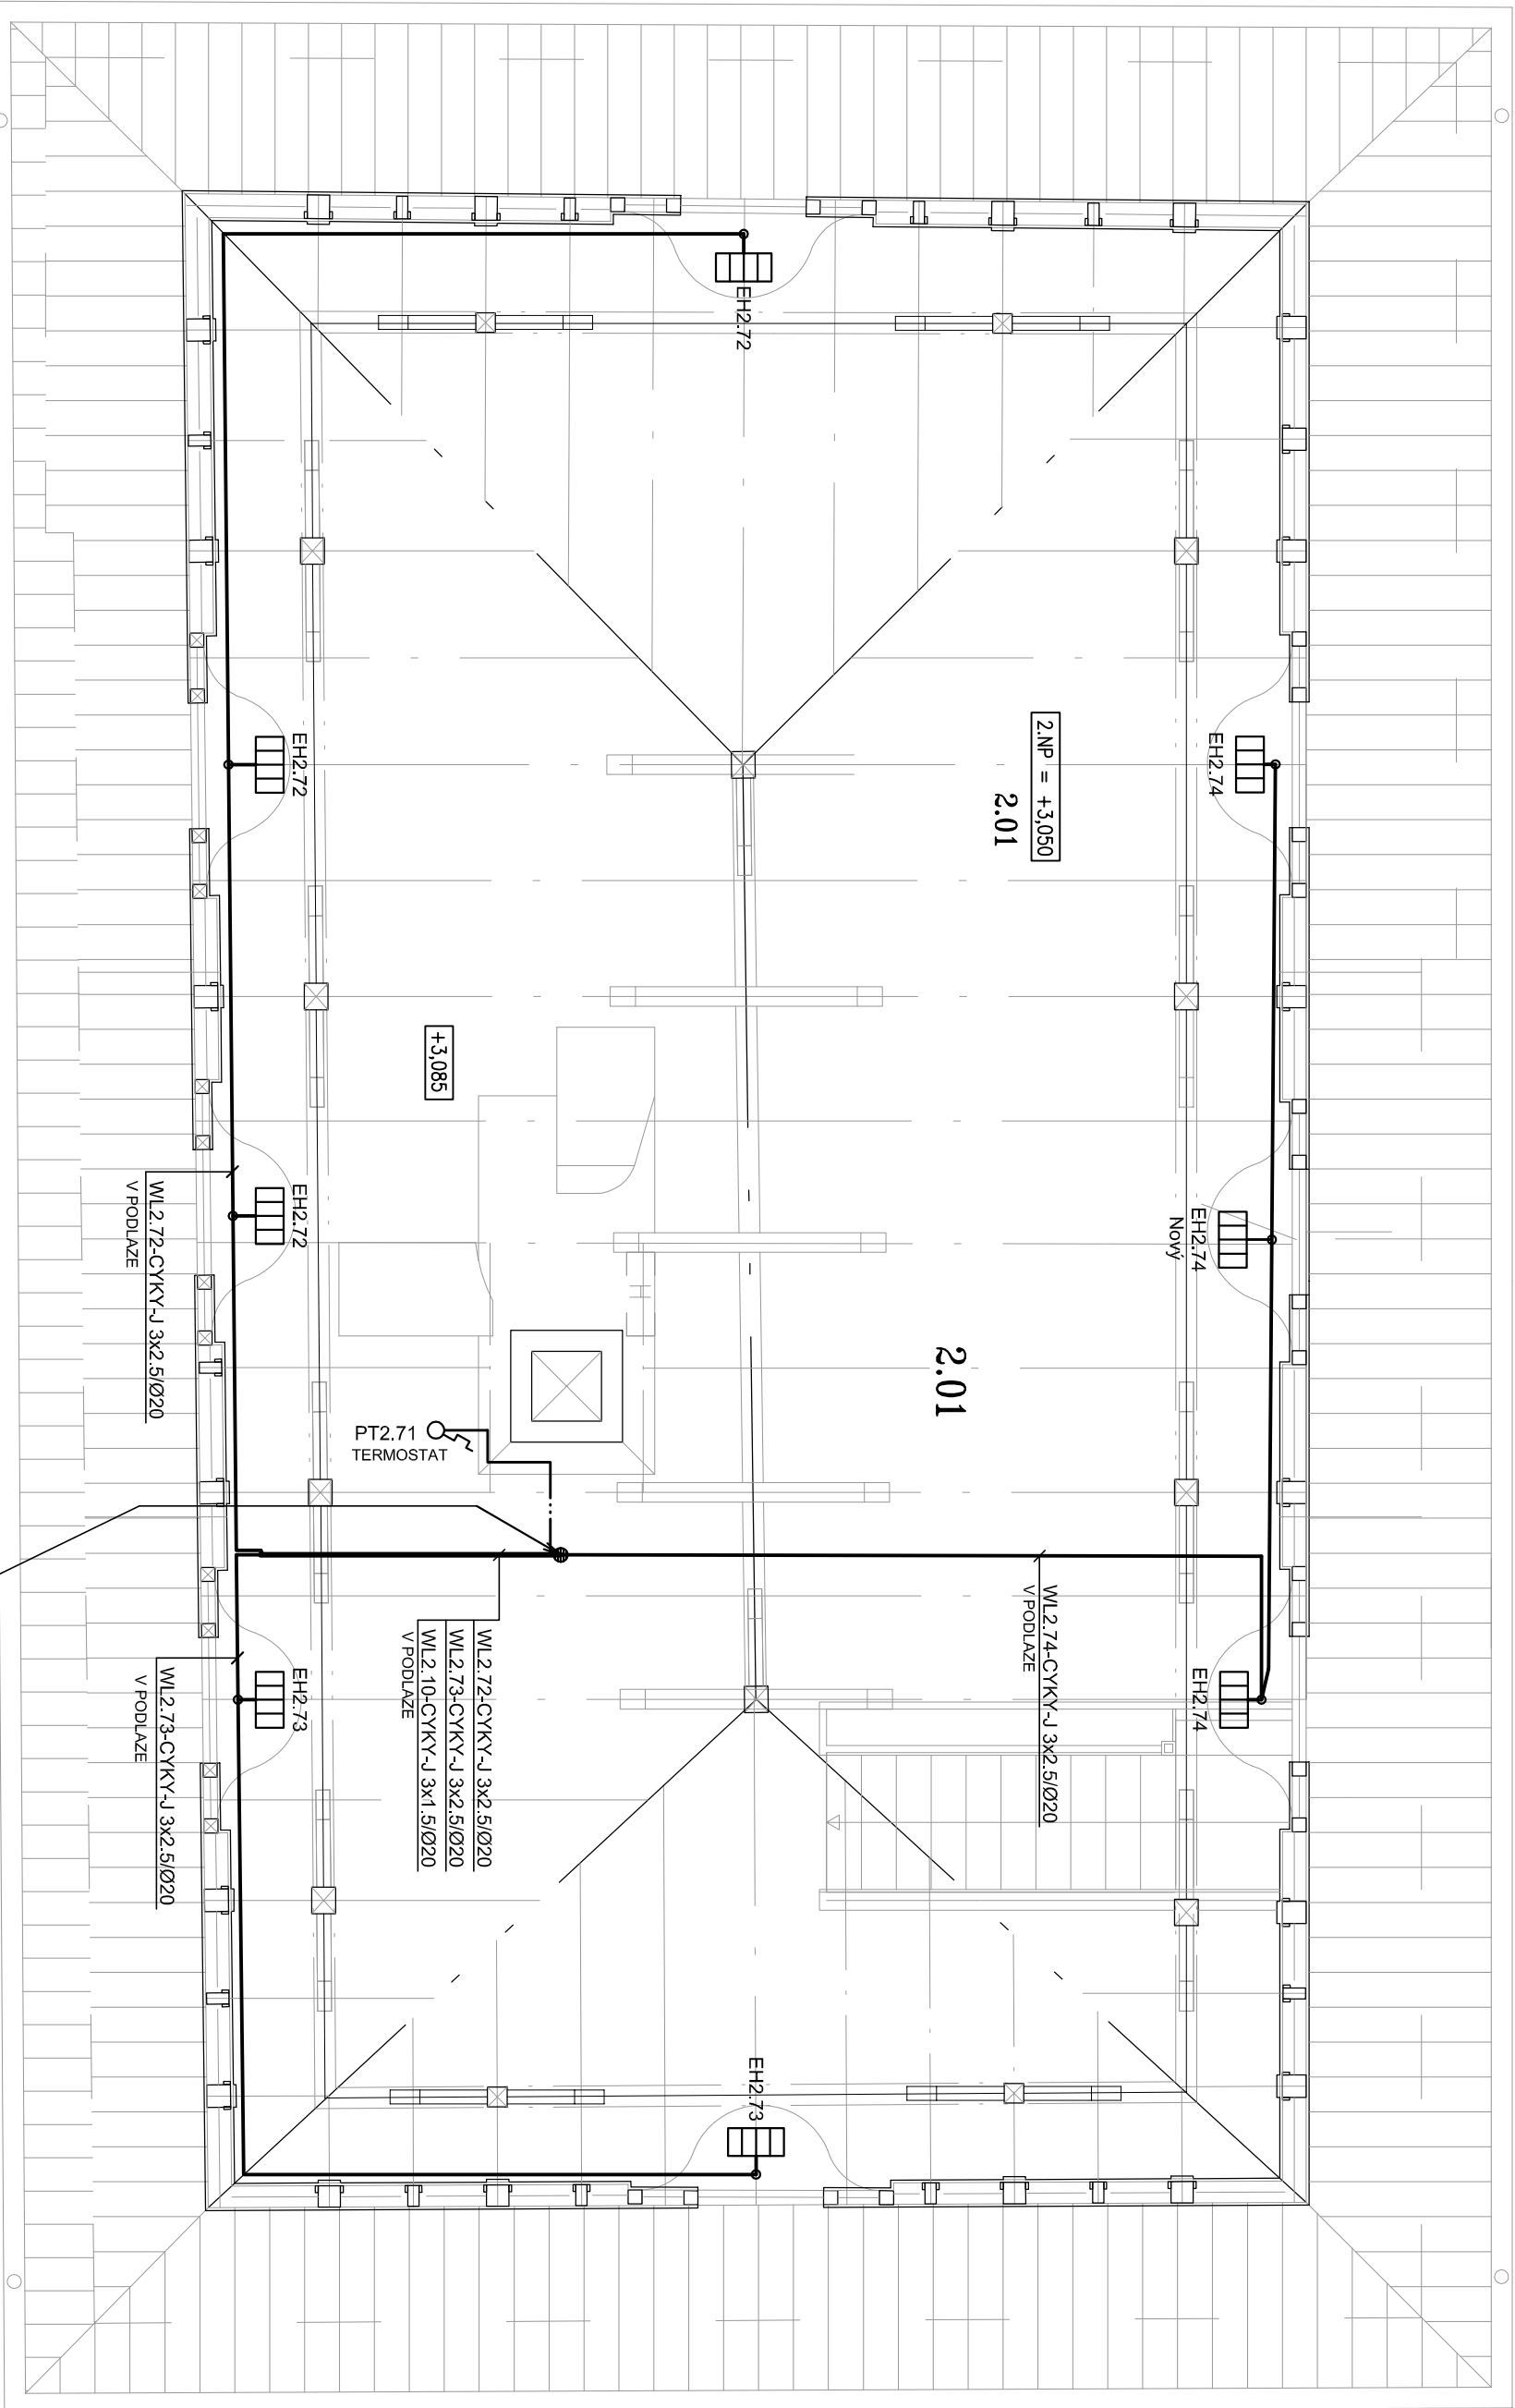 EH2.72
2.NP = +3,050
2.01
EH2.74
EH2.72
+3,085
EH2.74
Nový
EH2.72
WL2.72-CYKY-J 3x2.5/Ø20
V PODLAZE
2.01
PT2.71
TERMOSTAT
WL2.74-CYKY-J 3x2.5/Ø20
V PODLAZE
EH2.74
WL2.72-CYKY-J 3x2.5/Ø20
WL2.73-CYKY-J 3x2.5/Ø20
WL2.10-CYKY-J 3x1.5/Ø20
V PODLAZE
EH2.73
WL2.73-CYKY-J 3x2.5/Ø20
V PODLAZE
EH2.73